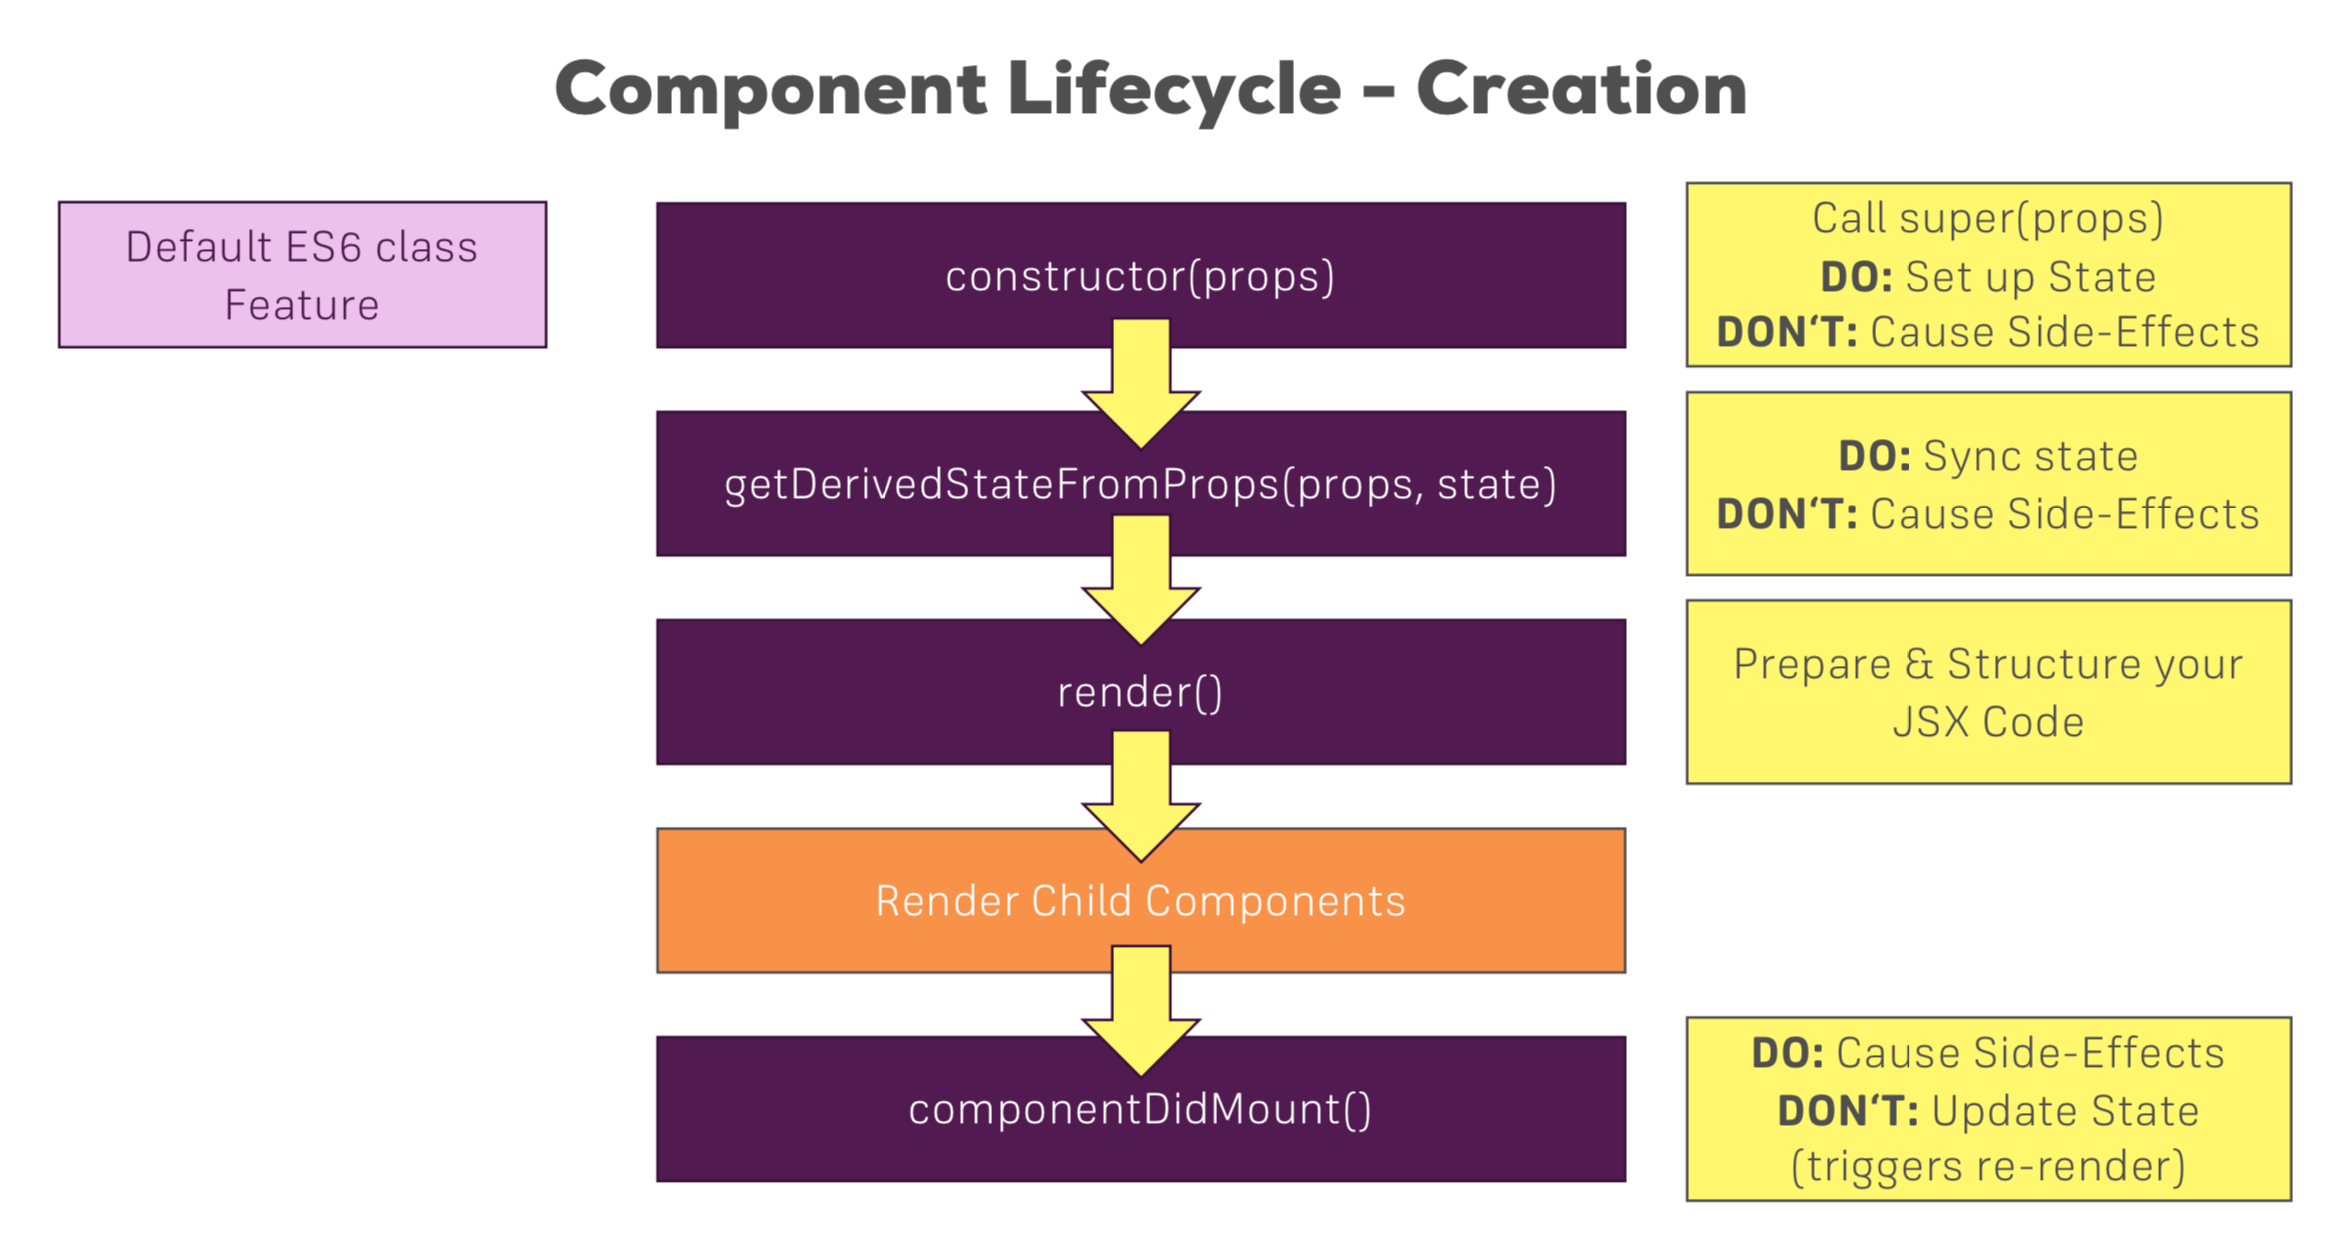 Component Lifecycle - Creation
Default ES6 class
Feature
constructor(props)
Call super(props)
DO: Set up State
DON‘T: Cause Side-Effects
getDerivedStateFromProps(props, state)
DO: Sync state
DON‘T: Cause Side-Effects
render()
Prepare & Structure your
JSX Code
Render Child Components
componentDidMount()
DO: Cause Side-Effects
DON‘T: Update State
(triggers re-render)